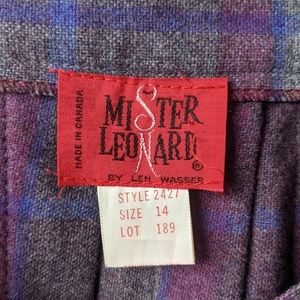 MADE IN CANADA
MISTER
LEONARD®
BY LEN WASSER
STYLE 2427
SIZE 14
LOT 189